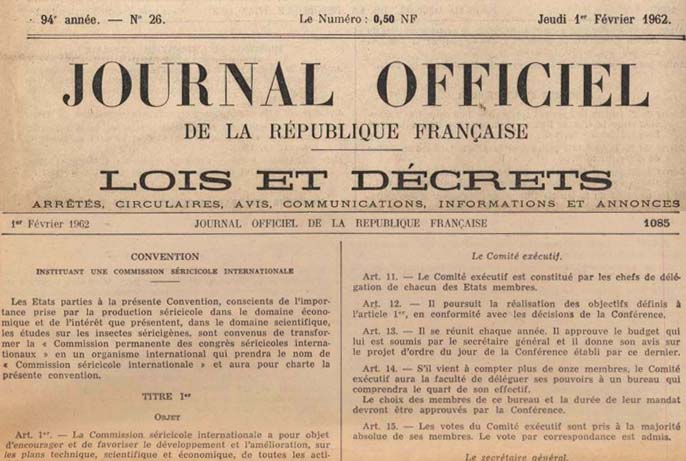 94e année. — No 26.
Le Numéro : 0,50 NF
Jeudi 1er Février 1962.
JOURNAL OFFICIEL
DE LA RÉPUBLIQUE FRANÇAISE
LOIS ET DÉCRETS
ARRÊTÉS, CIRCULAIRES, AVIS, COMMUNICATIONS, INFORMATIONS ET ANNONCES
1er Février 1962
JOURNAL OFFICIEL DE LA REPUBLIQUE FRANÇAISE
1085
CONVENTION
INSTITUANT UNE COMMISSION SÉRICICOLE INTERNATIONALE
Les Etats parties à la présente Convention, conscients de l'impor-
tance prise par la production séricicole dans le domaine écono-
mique et de l'intérêt que présentent, dans le domaine scientifique,
les études sur les insectes séricigènes, sont convenus de transfor-
mer la « Commission permanente des congrès séricicoles interna-
tionaux » en un organisme international qui prendra le nom de
« Commission séricicole internationale » et aura pour charte la
présente convention.
TITRE Ier
OBJET
Art. 1er. — La Commission séricicole internationale a pour objet
d'encourager et de favoriser le développement et l'amélioration, sur
les plans technique, scientifique et économique, de toutes les acti-
Le Comité exécutif.
Art. 11. — Le Comité exécutif est constitué par les chefs de délé-
gation de chacun des Etats membres.
Art. 12. — Il poursuit la réalisation des objectifs définis à
l'article 1er, en conformité avec les décisions de la Conférence.
Art. 13. — Il se réunit chaque année. Il approuve le budget qui
lui est soumis par le secrétaire général et il donne son avis sur
le projet d'ordre du jour de la Conférence établi par ce dernier.
Art. 14. — S'il vient à compter plus de onze membres, le Comité
exécutif aura la faculté de déléguer ses pouvoirs à un bureau qui
comprendra le quart de son effectif.
Le choix des membres de ce bureau et la durée de leur mandat
devront être approuvés par la Conférence.
Art. 15. — Les votes du Comité exécutif sont pris à la majorité
absolue de ses membres. Le vote par correspondance est admis.
Le secrétaire général.